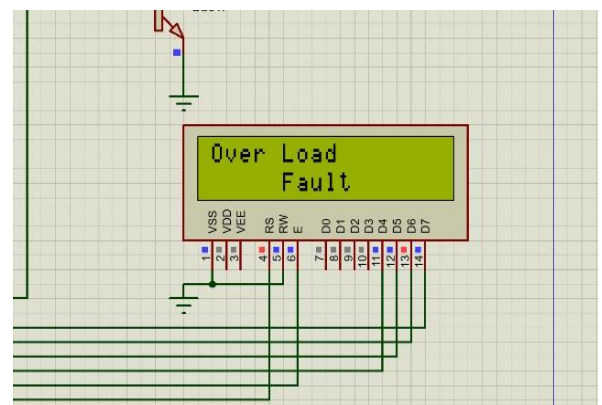 Over Load
Fault
VSS VDD VEE RS RW E D0 D1 D2 D3 D4 D5 D6 D7
1 2 3 4 5 6 7 8 9 10 11 12 13 14